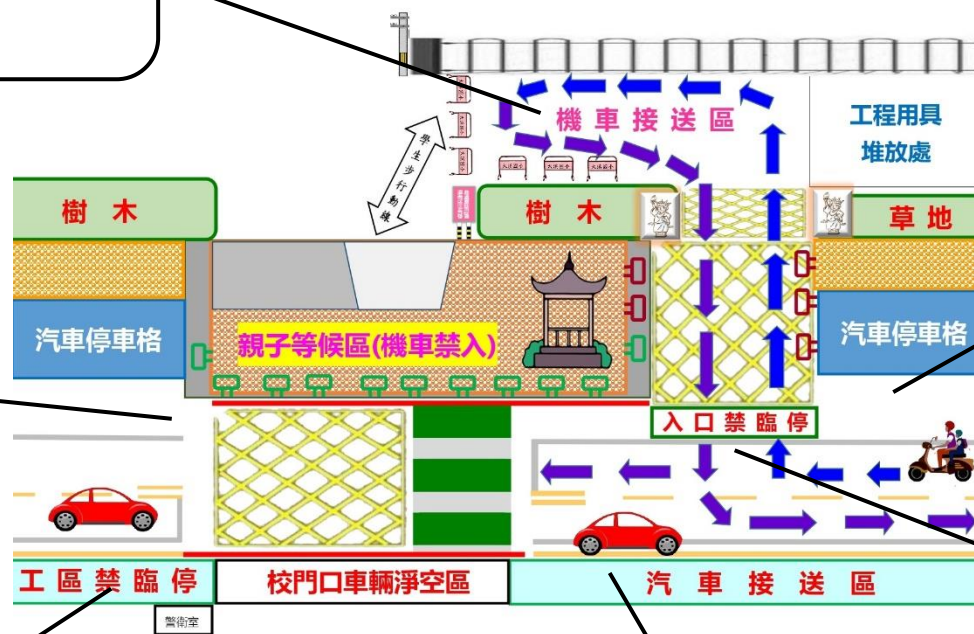 機車接送區
工程用具
堆放處
學生步行動線
樹木
樹木
草地
汽車停車格
親子等候區(機車禁入)
汽車停車格
入口禁臨停
工區禁臨停
校門口車輛淨空區
汽車接送區
警衛室